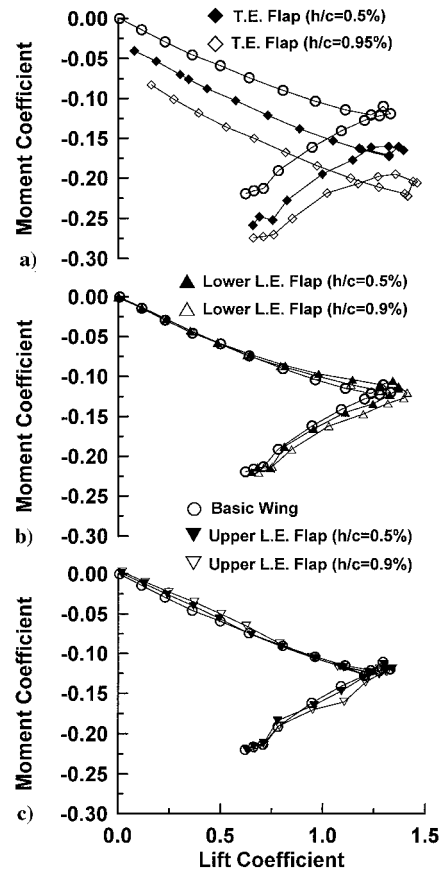 T.E. Flap (h/c=0.5%)
T.E. Flap (h/c=0.95%)
0.00
-0.05
-0.10
-0.15
-0.20
-0.25
-0.30
Moment Coefficient
a)
Lower L.E. Flap (h/c=0.5%)
Lower L.E. Flap (h/c=0.9%)
0.00
-0.05
-0.10
-0.15
-0.20
-0.25
-0.30
Moment Coefficient
b)
Basic Wing
Upper L.E. Flap (h/c=0.5%)
Upper L.E. Flap (h/c=0.9%)
0.00
-0.05
-0.10
-0.15
-0.20
-0.25
-0.30
Moment Coefficient
c)
0.0 0.5 1.0 1.5
Lift Coefficient